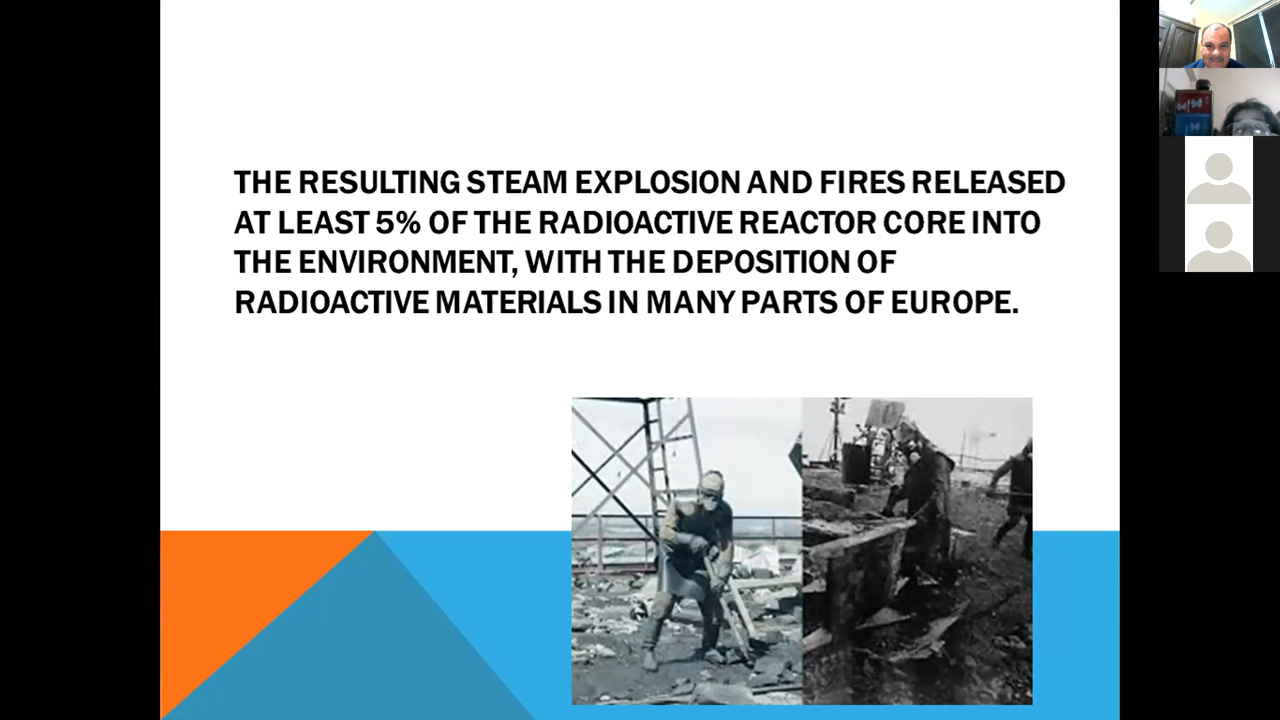 THE RESULTING STEAM EXPLOSION AND FIRES RELEASED
AT LEAST 5% OF THE RADIOACTIVE REACTOR CORE INTO
THE ENVIRONMENT, WITH THE DEPOSITION OF
RADIOACTIVE MATERIALS IN MANY PARTS OF EUROPE.